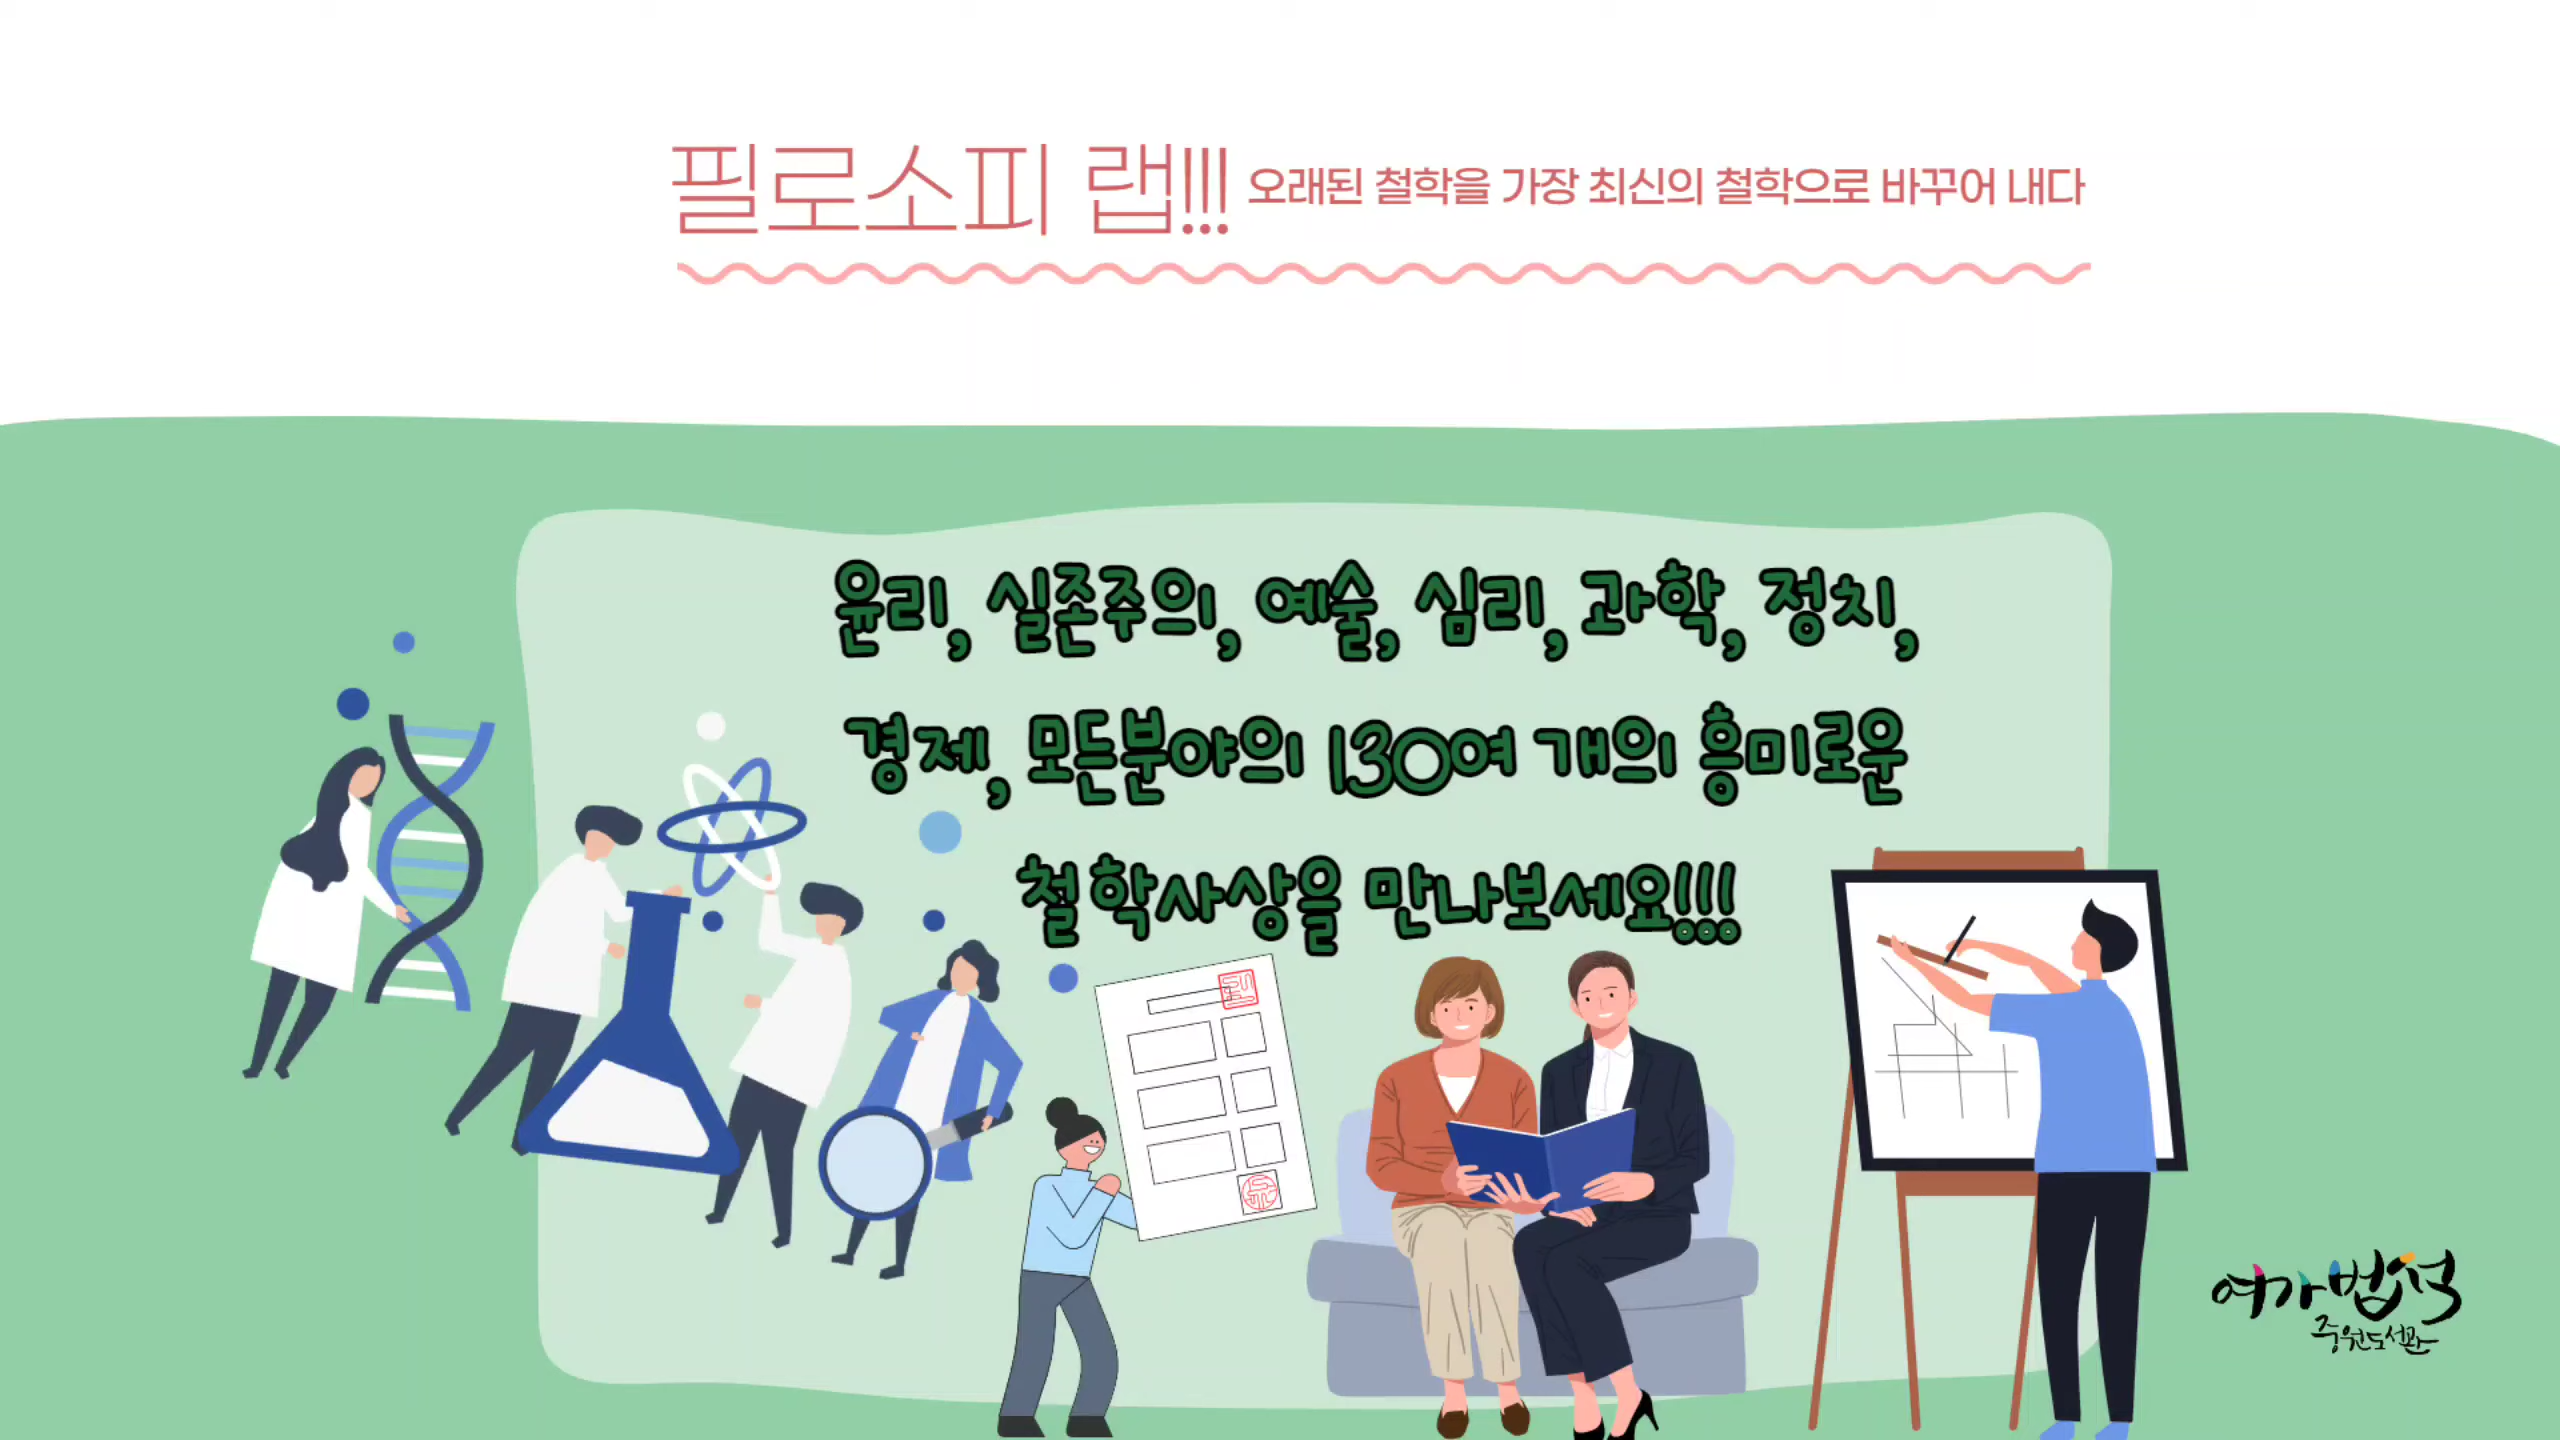 필로소피 랩!!! 오래된 철학을 가장 최신의 철학으로 바꾸어 내다
윤리, 실존주의, 예술, 심리, 과학, 정치,
경제, 모든분야의 130여 개의 흥미로운
철학사상을 만나보세요!!!
여가법석
중원도서관